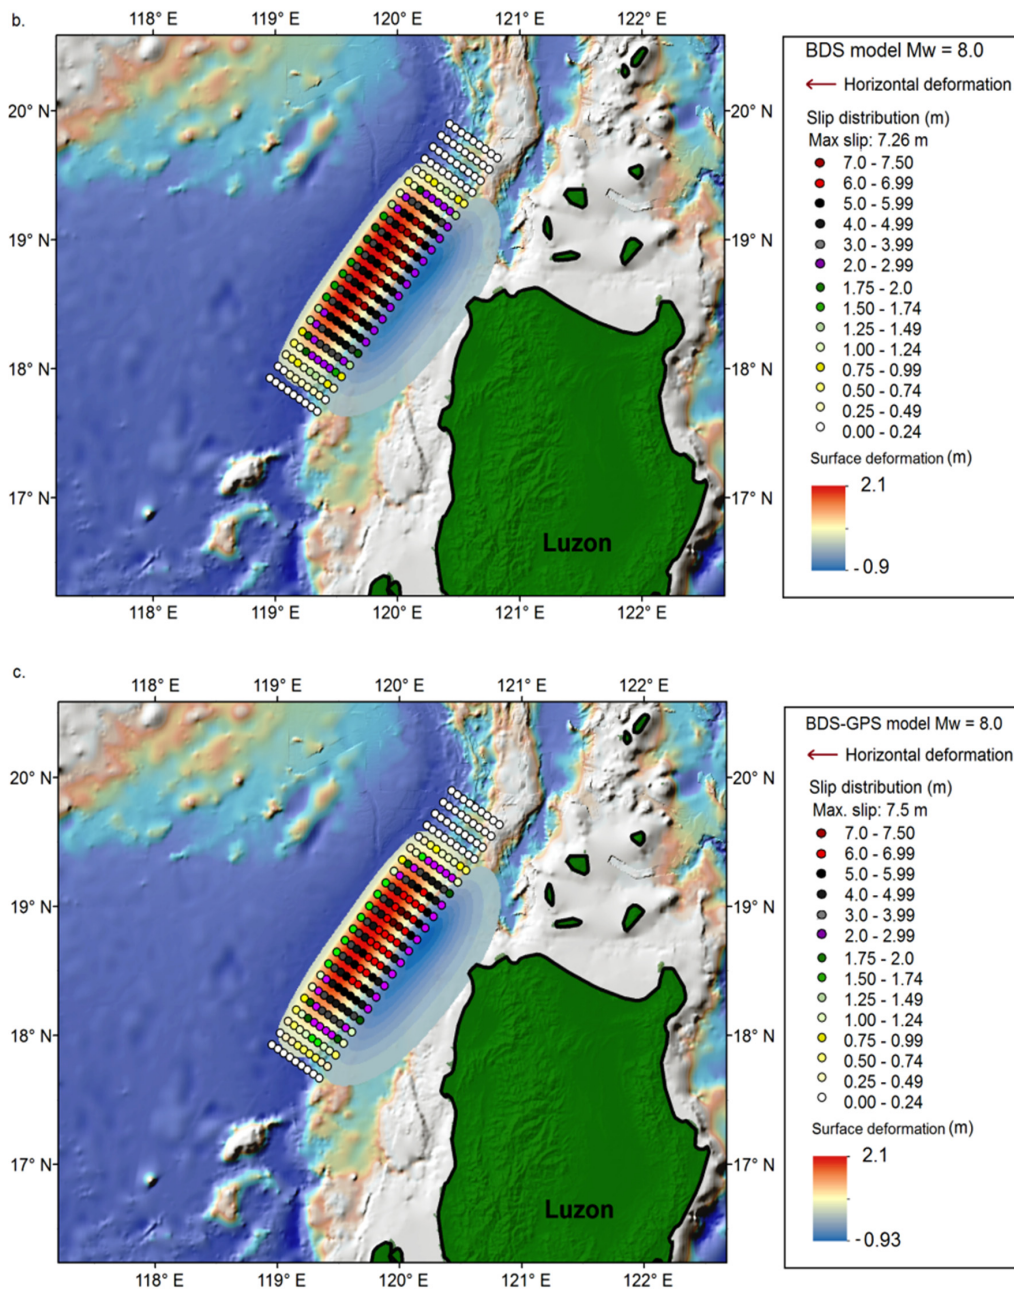 b.
118° E 119° E 120° E 121° E 122° E
20° N 20° N
19° N 19° N
18° N 18° N
17° N 17° N
Luzon
118° E 119° E 120° E 121° E 122° E
BDS model Mw = 8.0
Horizontal deformation
Slip distribution (m)
Max slip: 7.26 m
7.0 - 7.50
6.0 - 6.99
5.0 - 5.99
4.0 - 4.99
3.0 - 3.99
2.0 - 2.99
1.75 - 2.0
1.50 - 1.74
1.25 - 1.49
1.00 - 1.24
0.75 - 0.99
0.50 - 0.74
0.25 - 0.49
0.00 - 0.24
Surface deformation (m)
2.1
-0.9
c.
118° E 119° E 120° E 121° E 122° E
20° N 20° N
19° N 19° N
18° N 18° N
17° N 17° N
Luzon
118° E 119° E 120° E 121° E 122° E
BDS-GPS model Mw = 8.0
Horizontal deformation
Slip distribution (m)
Max. slip: 7.5 m
7.0 - 7.50
6.0 - 6.99
5.0 - 5.99
4.0 - 4.99
3.0 - 3.99
2.0 - 2.99
1.75 - 2.0
1.50 - 1.74
1.25 - 1.49
1.00 - 1.24
0.75 - 0.99
0.50 - 0.74
0.25 - 0.49
0.00 - 0.24
Surface deformation (m)
2.1
-0.93